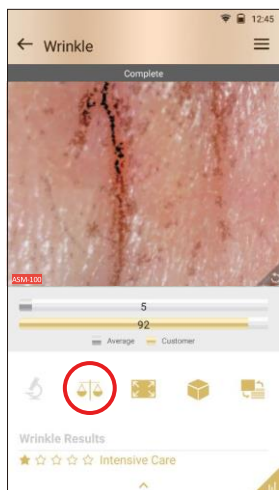 12:45
Wrinkle
Complete
ASM-100
5
92
Average Customer
Wrinkle Results
Intensive Care